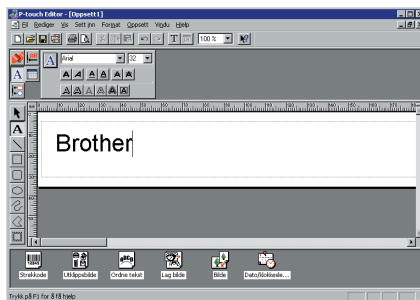 P-touch Editor - [Oppsett1]
Fil Rediger Vis Sett inn Format Oppsett Vindu Hjelp
100 %
Arial 32
Brother
Strekkode Utklippsbilde Ordne tekst Lag bilde Bilde Dato/klokkesle...
Trykk på F1 for å få hjelp